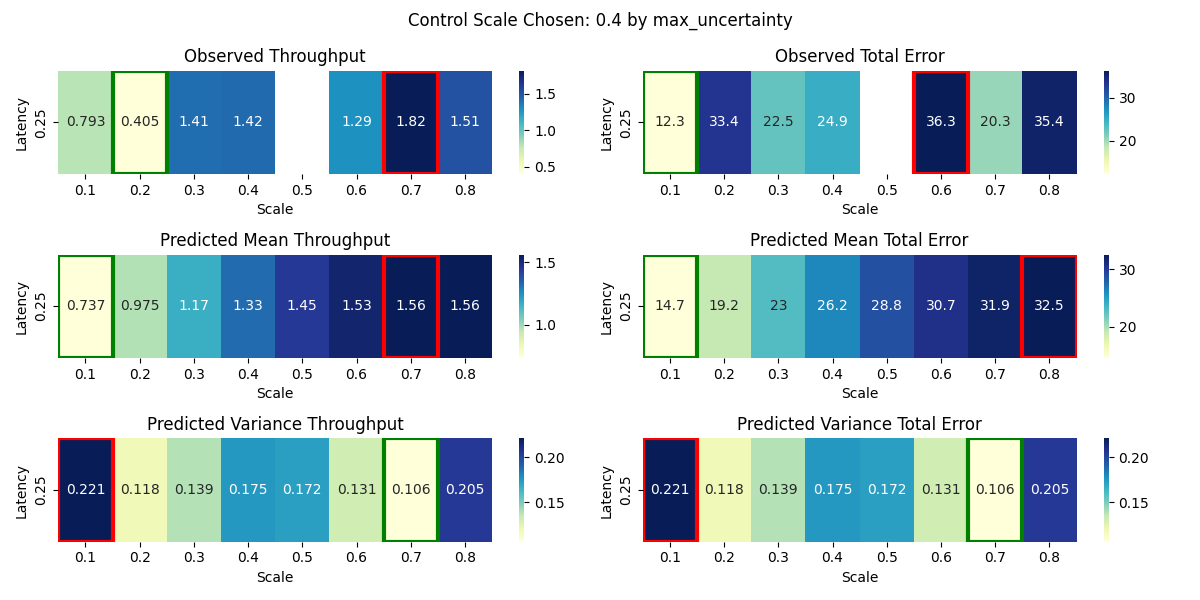 Control Scale Chosen: 0.4 by max_uncertainty
Observed Throughput
Latency
0.25
0.793 0.405 1.41 1.42 1.29 1.82 1.51
0.1 0.2 0.3 0.4 0.5 0.6 0.7 0.8
Scale
1.5
1.0
0.5
Observed Total Error
Latency
0.25
12.3 33.4 22.5 24.9 36.3 20.3 35.4
0.1 0.2 0.3 0.4 0.5 0.6 0.7 0.8
Scale
30
20
Predicted Mean Throughput
Latency
0.25
0.737 0.975 1.17 1.33 1.45 1.53 1.56 1.56
0.1 0.2 0.3 0.4 0.5 0.6 0.7 0.8
Scale
1.5
1.0
Predicted Mean Total Error
Latency
0.25
14.7 19.2 23 26.2 28.8 30.7 31.9 32.5
0.1 0.2 0.3 0.4 0.5 0.6 0.7 0.8
Scale
30
20
Predicted Variance Throughput
Latency
0.25
0.221 0.118 0.139 0.175 0.172 0.131 0.106 0.205
0.1 0.2 0.3 0.4 0.5 0.6 0.7 0.8
Scale
0.20
0.15
Predicted Variance Total Error
Latency
0.25
0.221 0.118 0.139 0.175 0.172 0.131 0.106 0.205
0.1 0.2 0.3 0.4 0.5 0.6 0.7 0.8
Scale
0.20
0.15